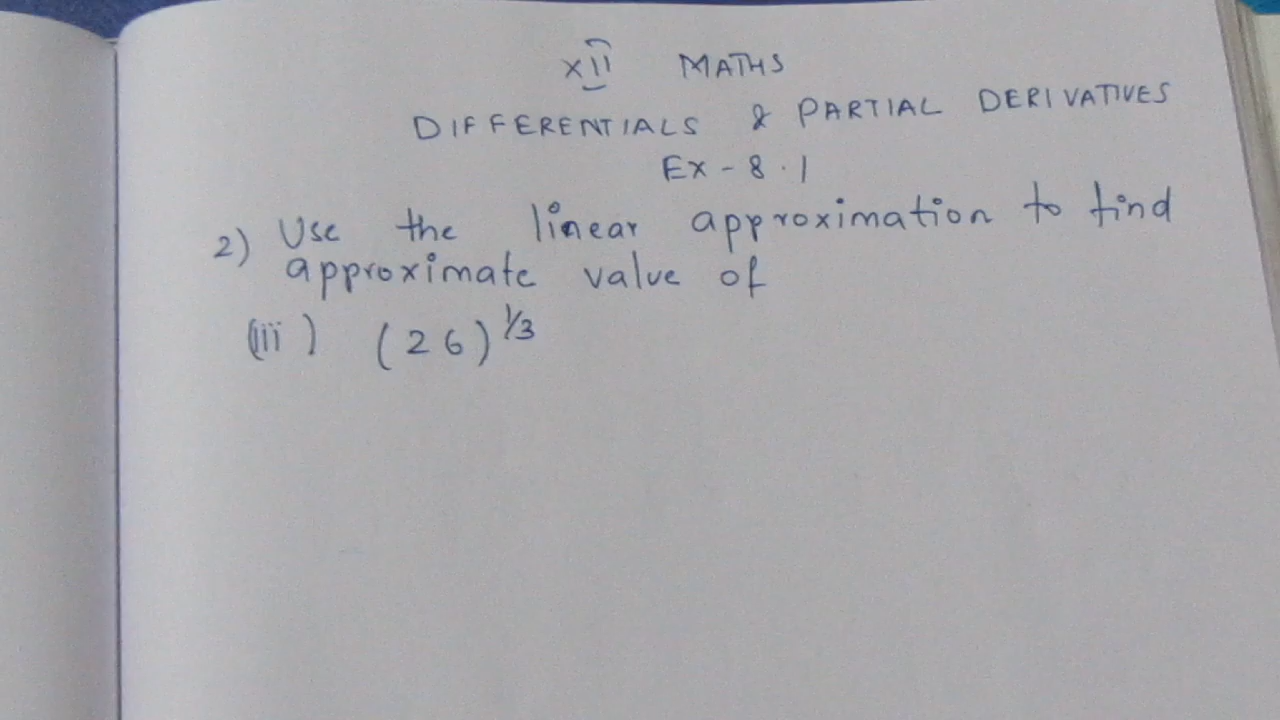 XII MATHS
DIFFERENTIALS & PARTIAL DERIVATIVES
Ex - 8.1
2) Use the linear approximation to find
approximate value of
(iii) (26)^1/3